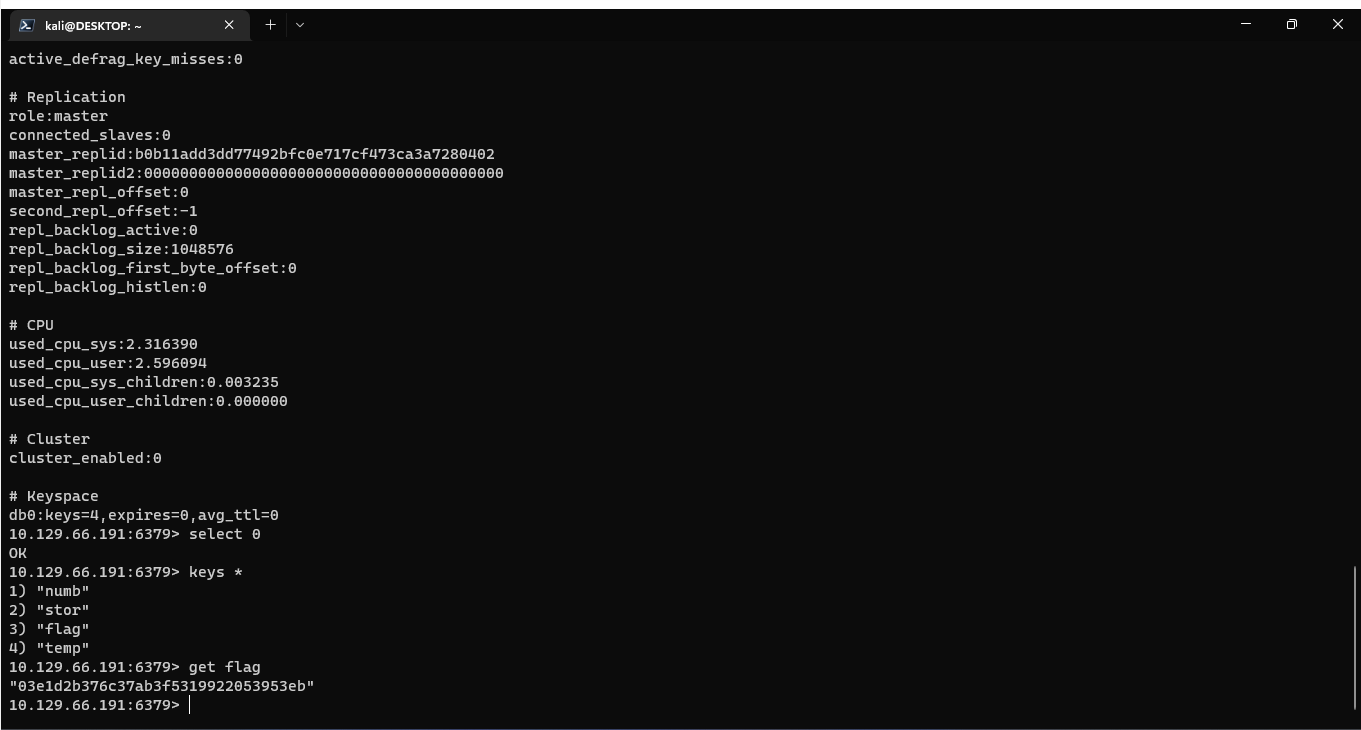 kali@DESKTOP: ~
active_defrag_key_misses:0
# Replication
role:master
connected_slaves:0
master_replid:b0b11add3dd77492bfc0e717cf473ca3a7280402
master_replid2:0000000000000000000000000000000000000000
master_repl_offset:0
second_repl_offset:-1
repl_backlog_active:0
repl_backlog_size:1048576
repl_backlog_first_byte_offset:0
repl_backlog_histlen:0
# CPU
used_cpu_sys:2.316390
used_cpu_user:2.596094
used_cpu_sys_children:0.003235
used_cpu_user_children:0.000000
# Cluster
cluster_enabled:0
# Keyspace
db0:keys=4,expires=0,avg_ttl=0
10.129.66.191:6379> select 0
OK
10.129.66.191:6379> keys *
1) "numb"
2) "stor"
3) "flag"
4) "temp"
10.129.66.191:6379> get flag
"03e1d2b376c37ab3f5319922053953eb"
10.129.66.191:6379>